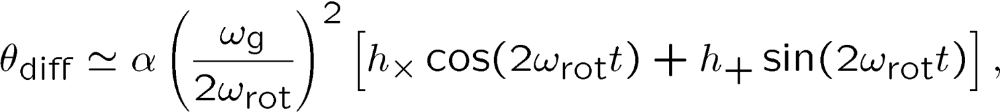 θ_diff ≃ α (ω_g / 2ω_rot)^2 [h_× cos(2ω_rot t) + h_+ sin(2ω_rot t)],